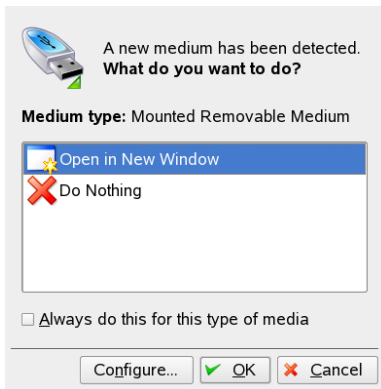 A new medium has been detected.
What do you want to do?
Medium type: Mounted Removable Medium
Open in New Window
Do Nothing
Always do this for this type of media
Configure...
OK
Cancel